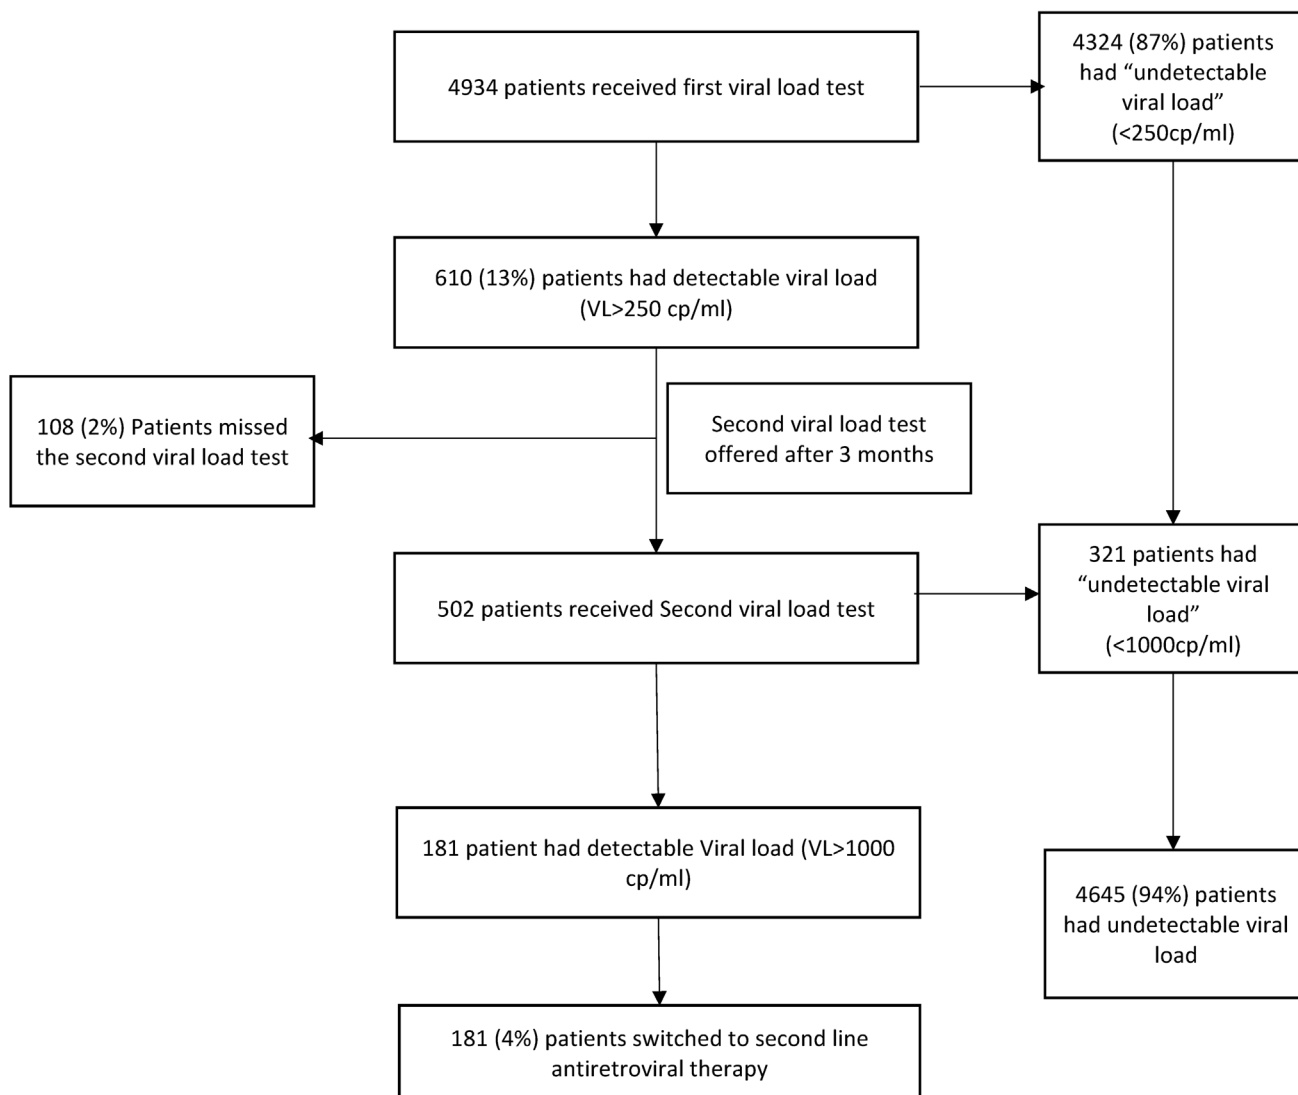 4934 patients received first viral load test
4324 (87%) patients
had “undetectable
viral load”
(<250cp/ml)
610 (13%) patients had detectable viral load
(VL>250 cp/ml)
108 (2%) Patients missed
the second viral load test
Second viral load test
offered after 3 months
502 patients received Second viral load test
321 patients had
“undetectable viral
load”
(<1000cp/ml)
181 patient had detectable Viral load (VL>1000
cp/ml)
4645 (94%) patients
had undetectable viral
load
181 (4%) patients switched to second line
antiretroviral therapy